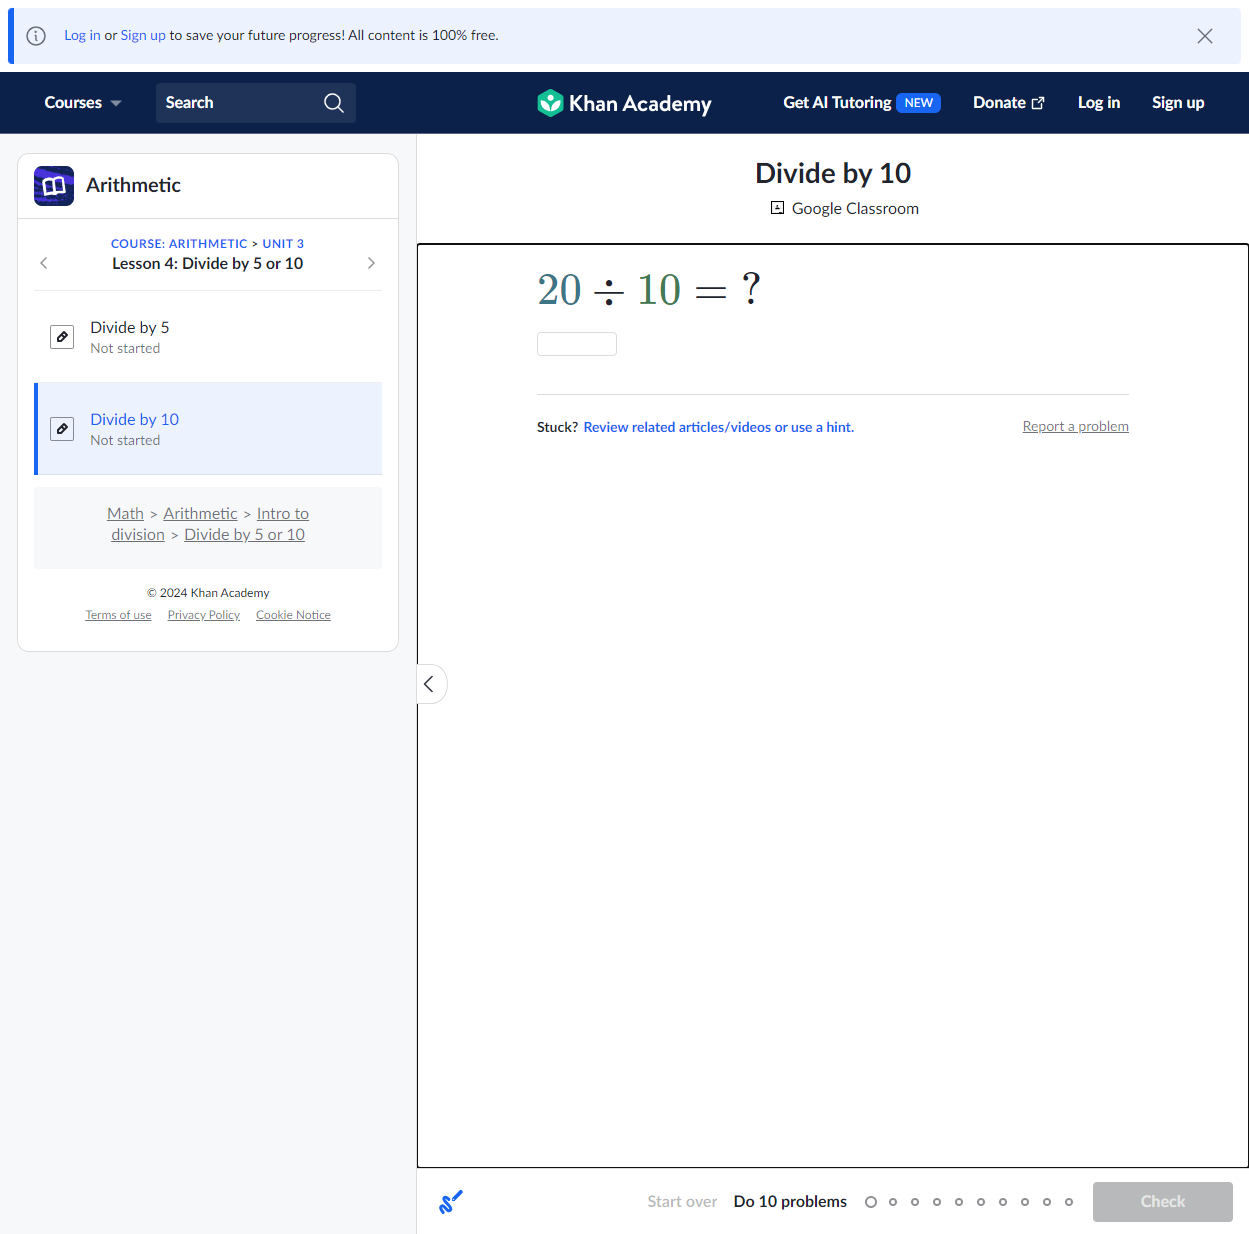 Log in or Sign up to save your future progress! All content is 100% free.
Courses
Search
Khan Academy
Get AI Tutoring NEW
Donate
Log in
Sign up
Arithmetic
COURSE: ARITHMETIC > UNIT 3
Lesson 4: Divide by 5 or 10
Divide by 5
Not started
Divide by 10
Not started
Math > Arithmetic > Intro to
division > Divide by 5 or 10
© 2024 Khan Academy
Terms of use Privacy Policy Cookie Notice
Divide by 10
Google Classroom
20 ÷ 10 = ?
Stuck? Review related articles/videos or use a hint.
Report a problem
Start over
Do 10 problems
Check